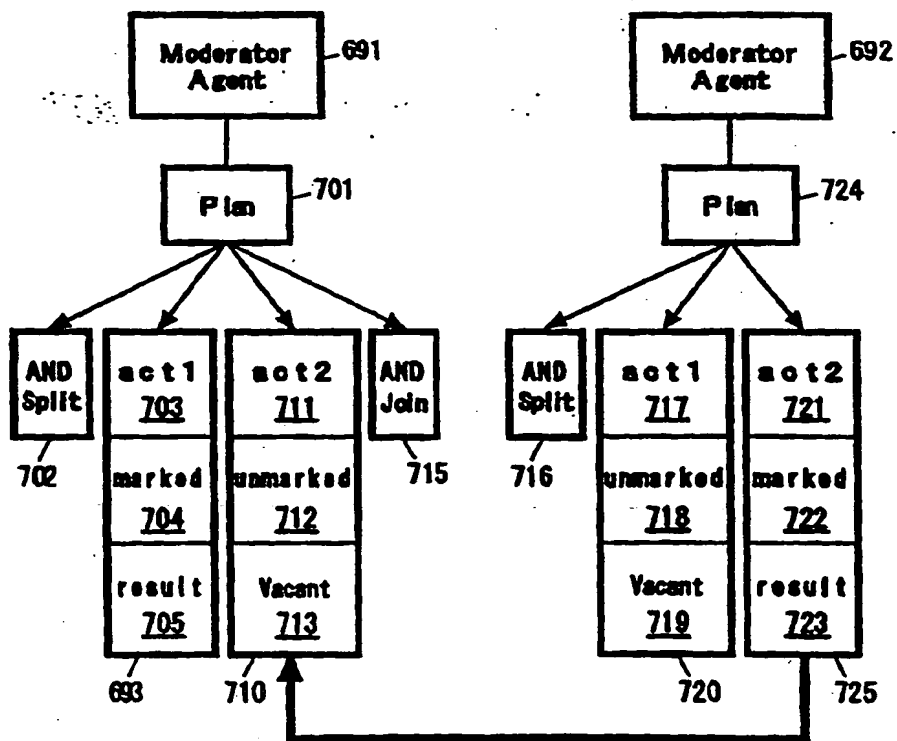 Moderator
Agent
691
Plan
701
AND
Split
702
act1
703
marked
704
result
705
693
act2
711
unmarked
712
Vacant
713
710
AND
Join
715
Moderator
Agent
692
Plan
724
AND
Split
716
act1
717
unmarked
718
Vacant
719
720
act2
721
marked
722
result
723
725